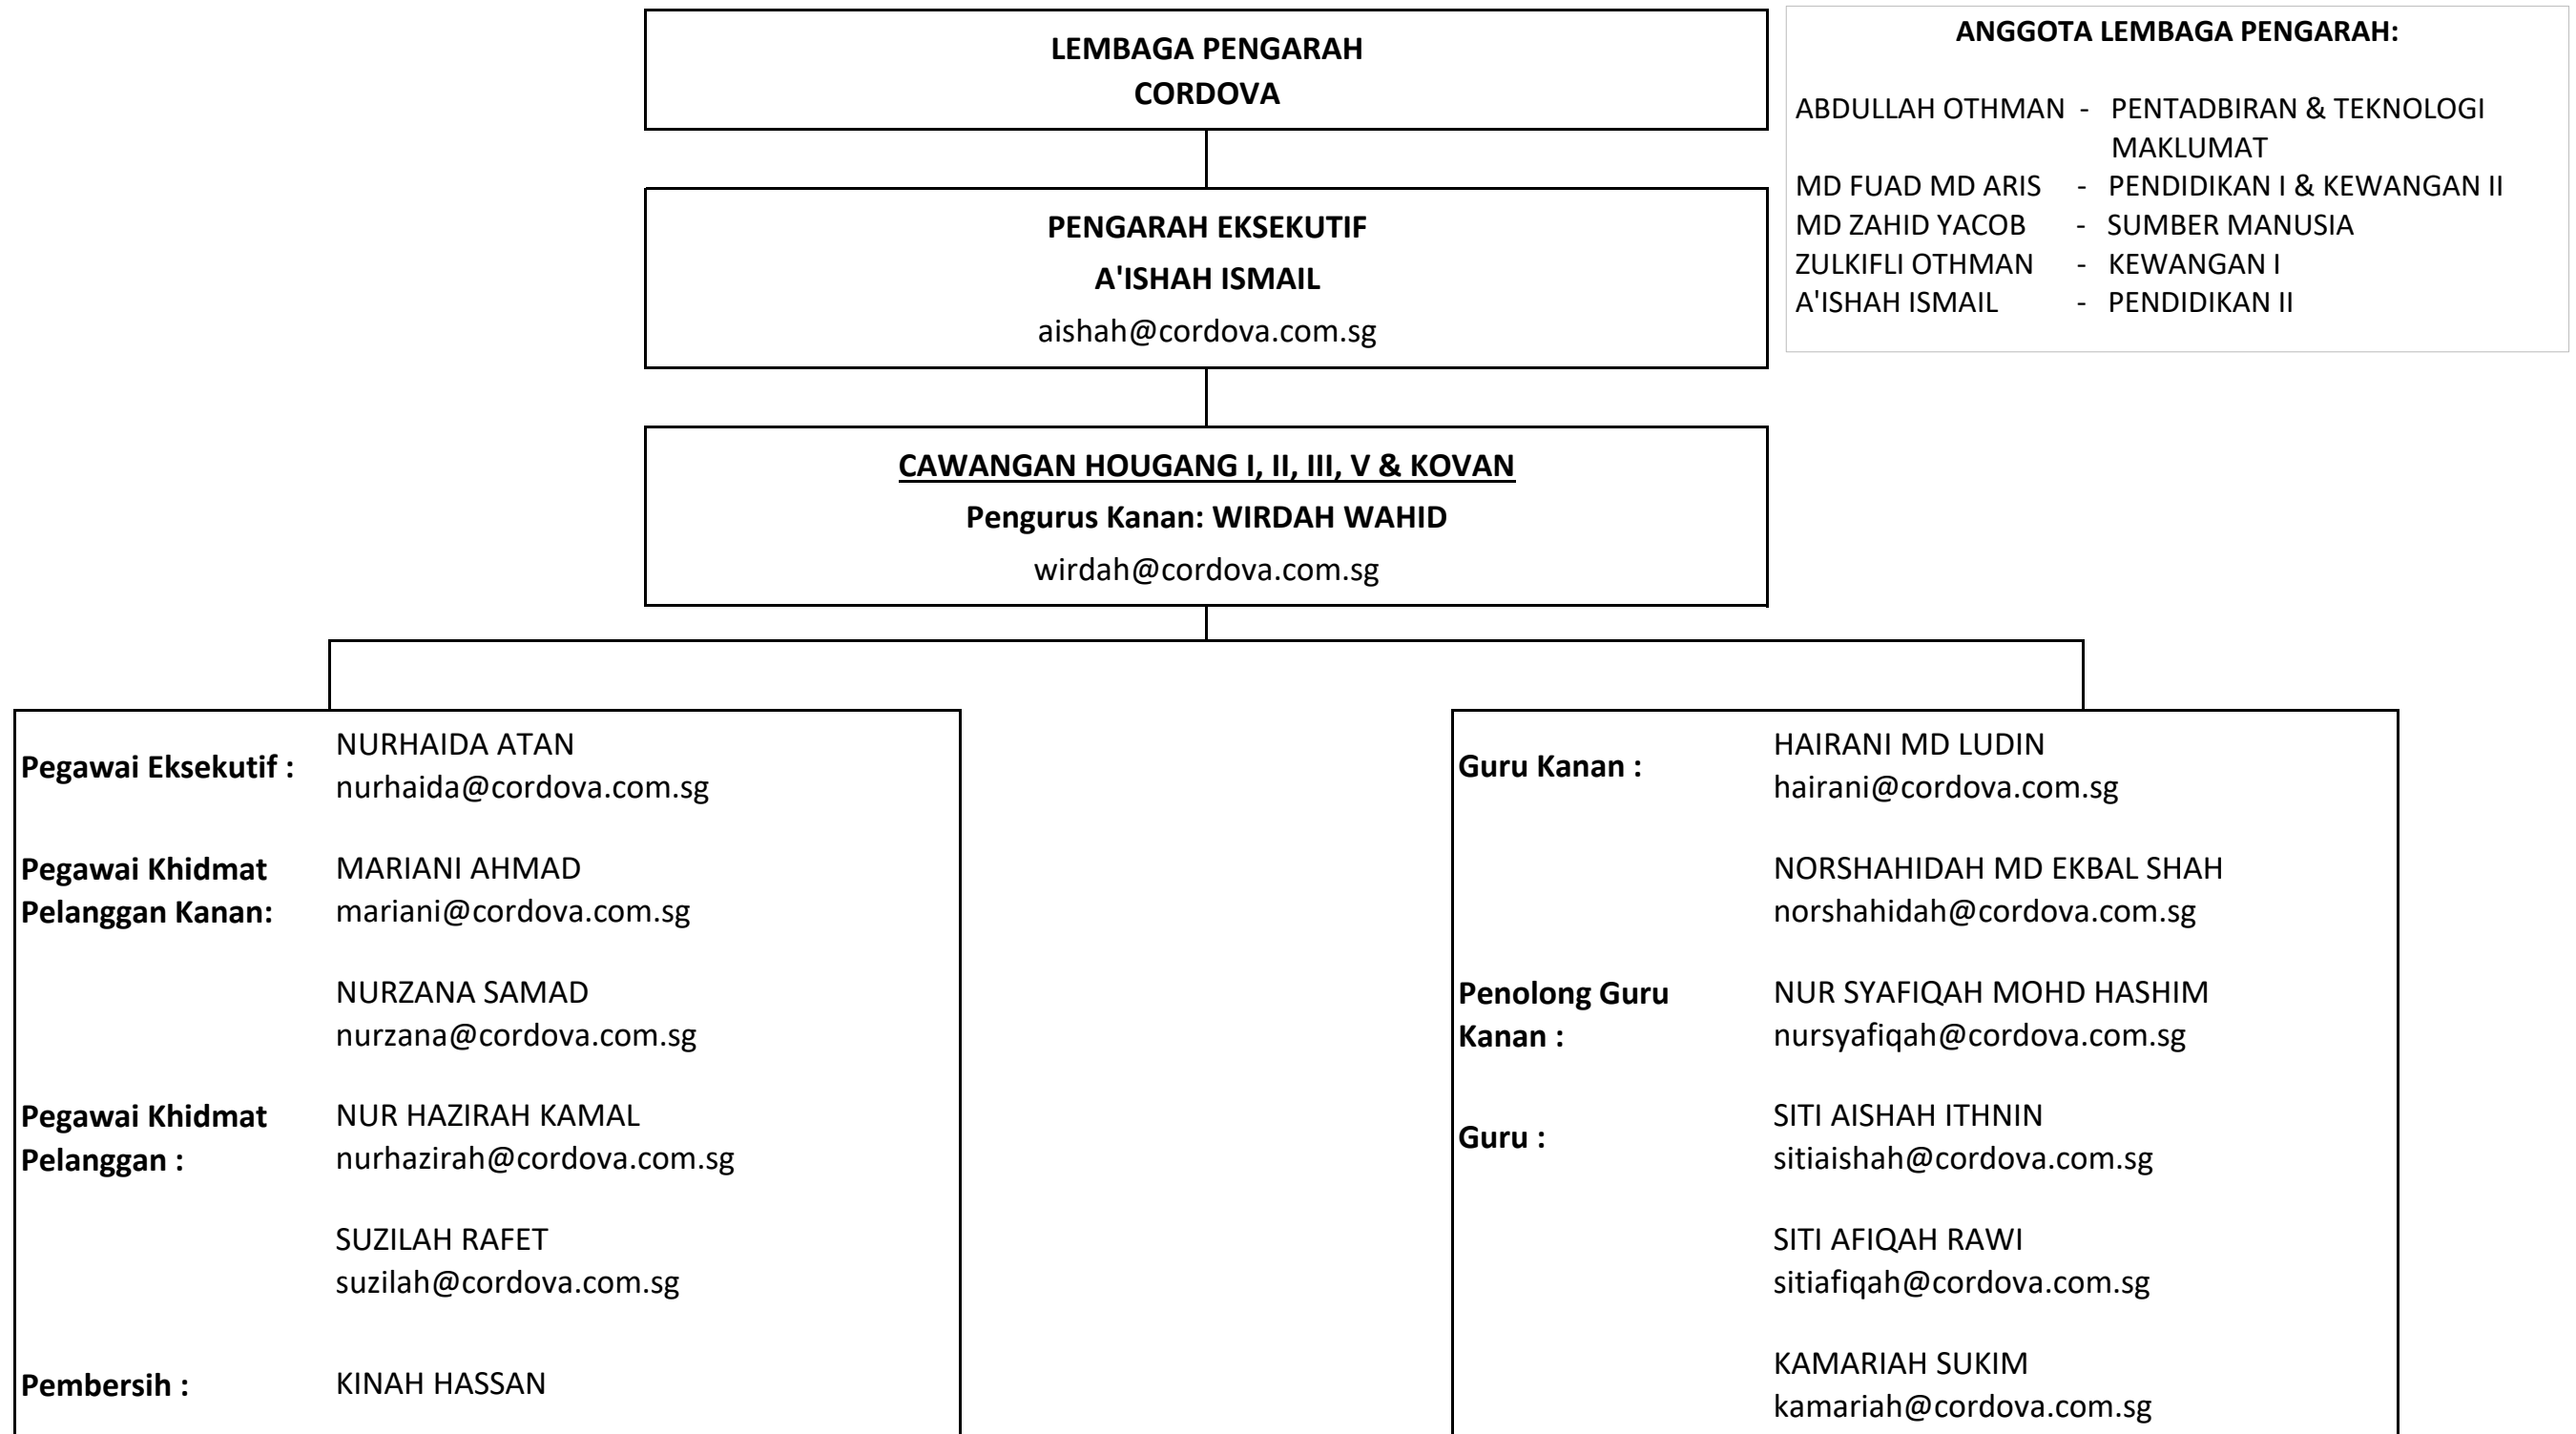 LEMBAGA PENGARAH
CORDOVA
ANGGOTA LEMBAGA PENGARAH:
ABDULLAH OTHMAN - PENTADBIRAN & TEKNOLOGI
MAKLUMAT
MD FUAD MD ARIS - PENDIDIKAN I & KEWANGAN II
MD ZAHID YACOB - SUMBER MANUSIA
ZULKIFLI OTHMAN - KEWANGAN I
A'ISHAH ISMAIL - PENDIDIKAN II
PENGARAH EKSEKUTIF
A'ISHAH ISMAIL
aishah@cordova.com.sg
CAWANGAN HOUGANG I, II, III, V & KOVAN
Pengurus Kanan: WIRDAH WAHID
wirdah@cordova.com.sg
Pegawai Eksekutif :
NURHAIDA ATAN
nurhaida@cordova.com.sg
Pegawai Khidmat
Pelanggan Kanan:
MARIANI AHMAD
mariani@cordova.com.sg
NURZANA SAMAD
nurzana@cordova.com.sg
Pegawai Khidmat
Pelanggan :
NUR HAZIRAH KAMAL
nurhazirah@cordova.com.sg
SUZILAH RAFET
suzilah@cordova.com.sg
Pembersih :
KINAH HASSAN
Guru Kanan :
HAIRANI MD LUDIN
hairani@cordova.com.sg
NORSHAHIDAH MD EKBAL SHAH
norshahidah@cordova.com.sg
Penolong Guru
Kanan :
NUR SYAFIQAH MOHD HASHIM
nursyafiqah@cordova.com.sg
Guru :
SITI AISHAH ITHNIN
sitiaishah@cordova.com.sg
SITI AFIQAH RAWI
sitiafiqah@cordova.com.sg
KAMARIAH SUKIM
kamariah@cordova.com.sg